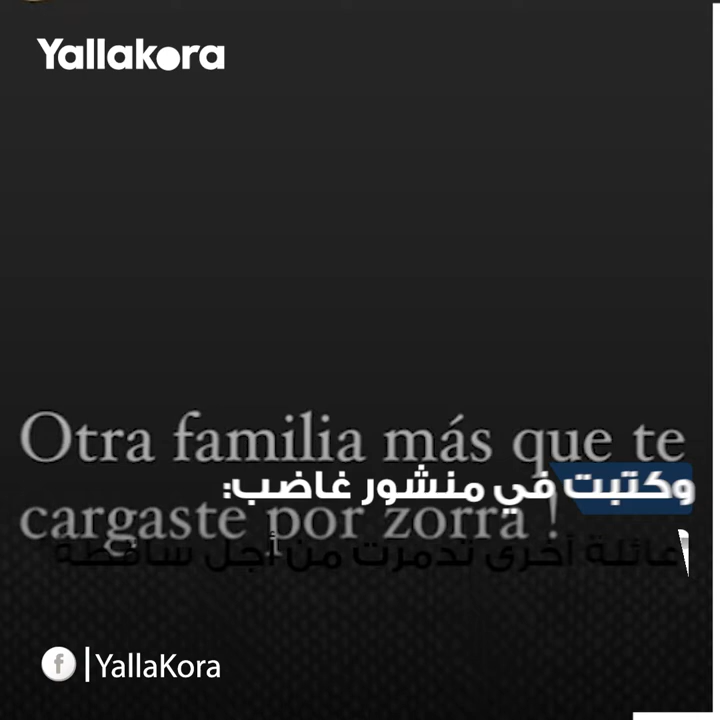 Yallakora
Otra familia más que te
وكتبت في منشور غاضب:
cargaste por zorra !
عائلة أخرى تدمرت من أجل ساقطة
f | YallaKora